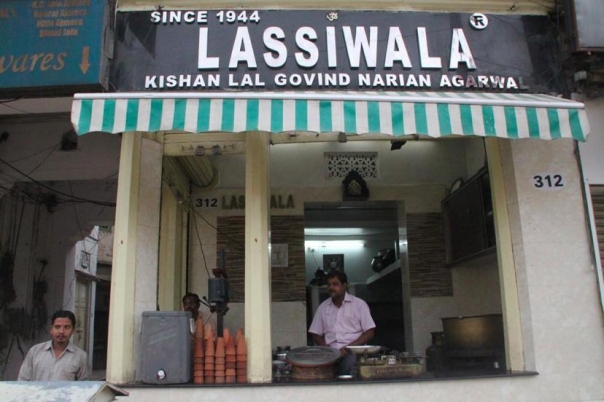 SINCE 1944
ॐ
®
LASSIWALA
KISHAN LAL GOVIND NARIAN AGARWAL
wares
312
LASSIWALA
312